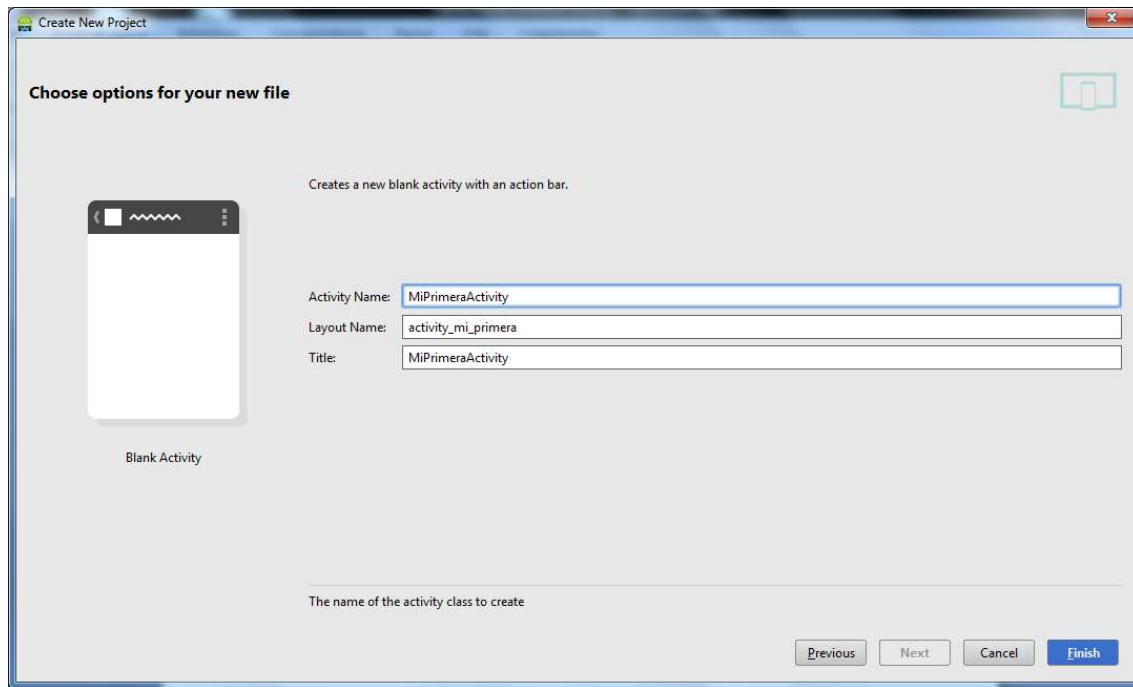 Create New Project
Choose options for your new file
Creates a new blank activity with an action bar.
Activity Name: MiPrimeraActivity
Layout Name: activity_mi_primera
Title: MiPrimeraActivity
Blank Activity
The name of the activity class to create
Previous Next Cancel Finish